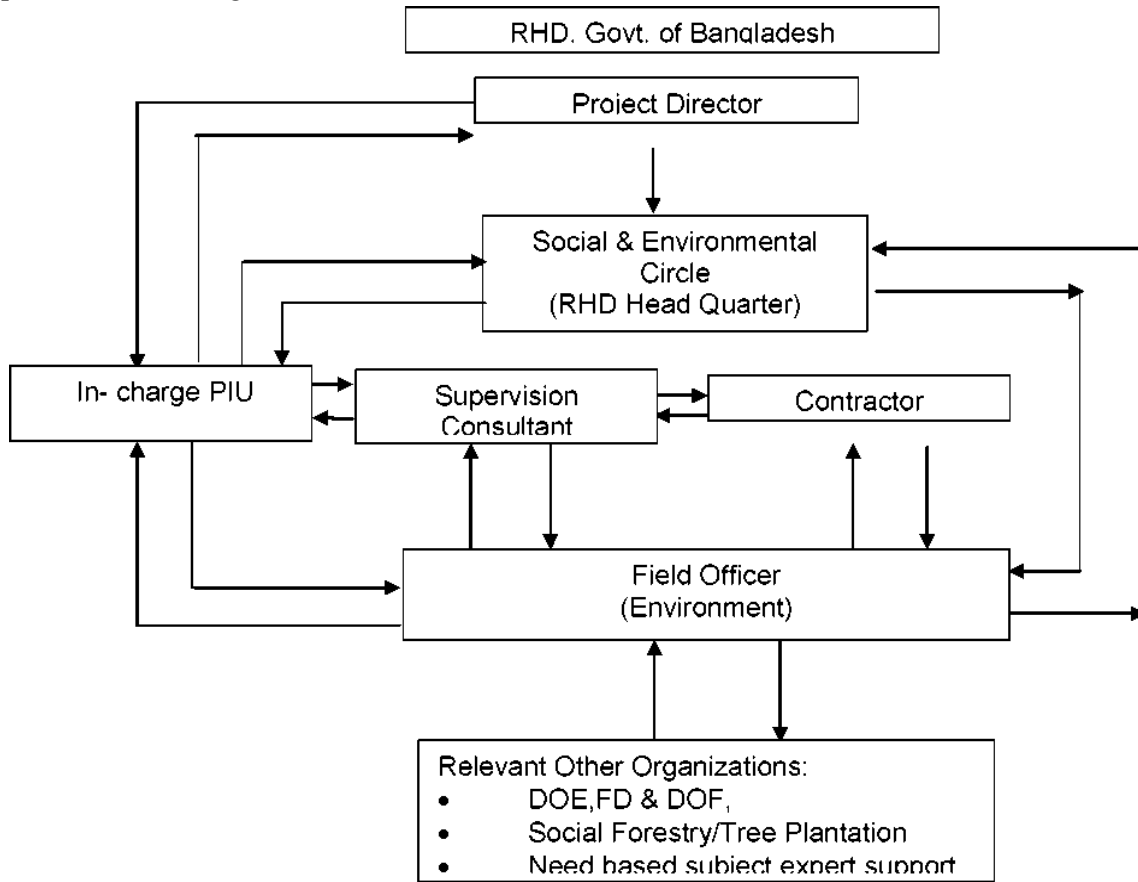 RHD, Govt. of Bangladesh
Project Director
Social & Environmental
Circle
(RHD Head Quarter)
In- charge PIU
Supervision
Consultant
Contractor
Field Officer
(Environment)
Relevant Other Organizations:
• DOE,FD & DOF,
• Social Forestry/Tree Plantation
• Need based subject expert support